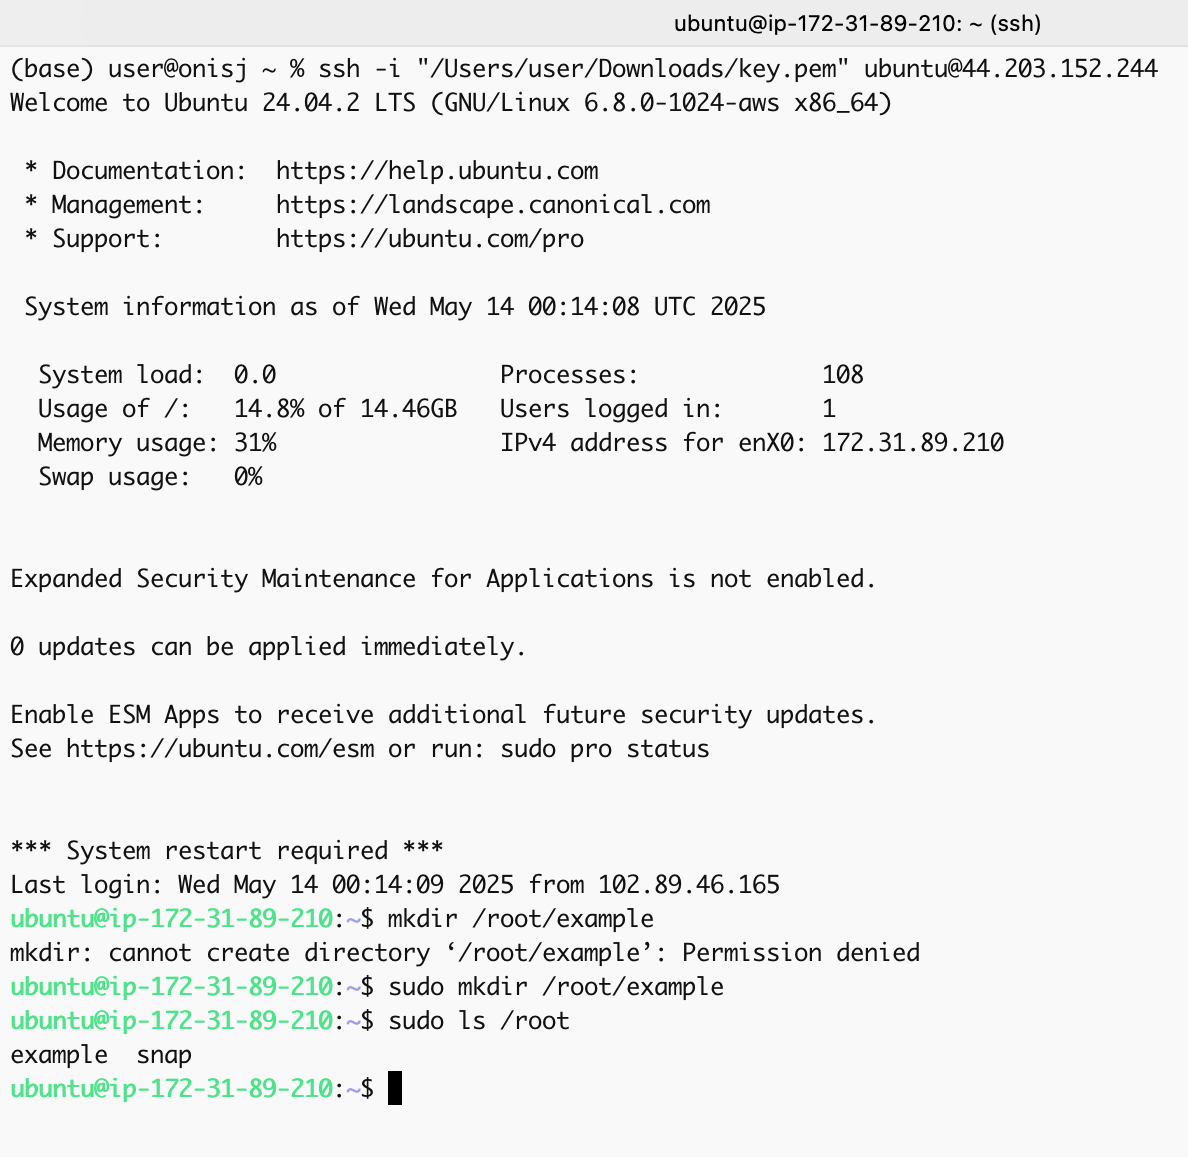 ubuntu@ip-172-31-89-210: ~ (ssh)
(base) user@onisj ~ % ssh -i "/Users/user/Downloads/key.pem" ubuntu@44.203.152.244
Welcome to Ubuntu 24.04.2 LTS (GNU/Linux 6.8.0-1024-aws x86_64)

 * Documentation:  https://help.ubuntu.com
 * Management:     https://landscape.canonical.com
 * Support:        https://ubuntu.com/pro

 System information as of Wed May 14 00:14:08 UTC 2025

  System load:  0.0                Processes:             108
  Usage of /:   14.8% of 14.46GB   Users logged in:       1
  Memory usage: 31%                IPv4 address for enX0: 172.31.89.210
  Swap usage:   0%

Expanded Security Maintenance for Applications is not enabled.

0 updates can be applied immediately.

Enable ESM Apps to receive additional future security updates.
See https://ubuntu.com/esm or run: sudo pro status

*** System restart required ***
Last login: Wed May 14 00:14:09 2025 from 102.89.46.165
ubuntu@ip-172-31-89-210:~$ mkdir /root/example
mkdir: cannot create directory ‘/root/example’: Permission denied
ubuntu@ip-172-31-89-210:~$ sudo mkdir /root/example
ubuntu@ip-172-31-89-210:~$ sudo ls /root
example  snap
ubuntu@ip-172-31-89-210:~$